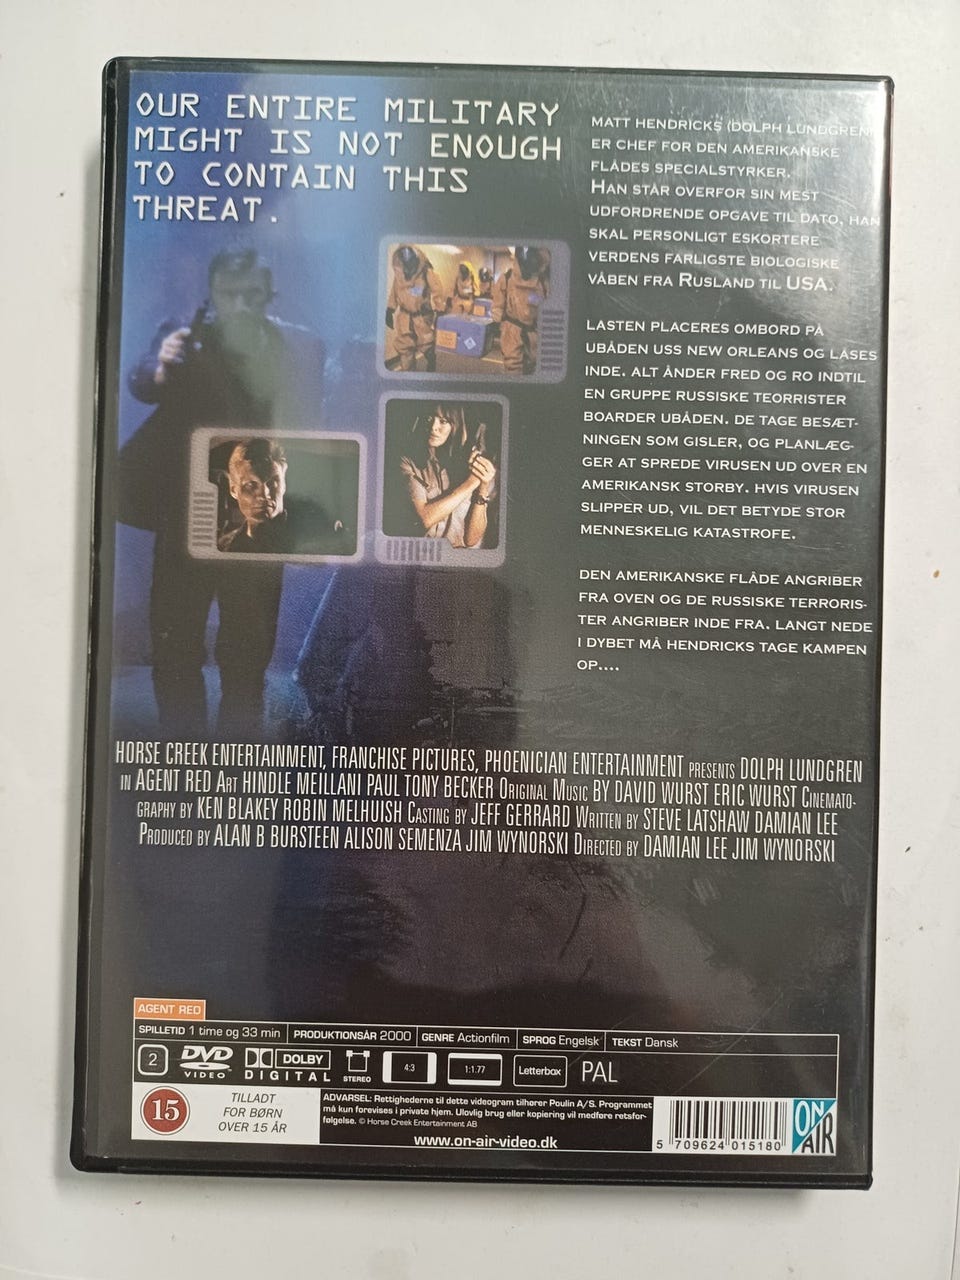 OUR ENTIRE MILITARY
MIGHT IS NOT ENOUGH
TO CONTAIN THIS
THREAT.
MATT HENDRICKS (DOLPH LUNDGREN)
ER CHEF FOR DEN AMERIKANSKE
FLÅDES SPECIALSTYRKER.
HAN STÅR OVERFOR SIN MEST
UDFORDRENDE OPGAVE TIL DATO, HAN
SKAL PERSONLIGT ESKORTERE
VERDENS FARLIGSTE BIOLOGISKE
VÅBEN FRA RUSLAND TIL USA.
LASTEN PLACERES OMBORD PÅ
UBÅDEN USS NEW ORLEANS OG LÅSES
INDE. ALT ÅNDER FRED OG RO INDTIL
EN GRUPPE RUSSISKE TEORRISTER
BOARDER UBÅDEN. DE TAGE BESÆT-
NINGEN SOM GISLER, OG PLANLÆG-
GER AT SPREDE VIRUSEN UD OVER EN
AMERIKANSK STORBY. HVIS VIRUSEN
SLIPPER UD, VIL DET BETYDE STOR
MENNESKELIG KATASTROFE.
DEN AMERIKANSKE FLÅDE ANGRIBER
FRA OVEN OG DE RUSSISKE TERRORIS-
TER ANGRIBER INDE FRA. LANGT NEDE
I DYBET MÅ HENDRICKS TAGE KAMPEN
OP....
HORSE CREEK ENTERTAINMENT, FRANCHISE PICTURES, PHOENICIAN ENTERTAINMENT PRESENTS DOLPH LUNDGREN
IN AGENT RED ART HINDLE MEILLANI PAUL TONY BECKER ORIGINAL MUSIC BY DAVID WURST ERIC WURST CINEMATO-
GRAPHY BY KEN BLAKEY ROBIN MELHUISH CASTING BY JEFF GERRARD WRITTEN BY STEVE LATSHAW DAMIAN LEE
PRODUCED BY ALAN B BURSTEEN ALISON SEMENZA JIM WYNORSKI DIRECTED BY DAMIAN LEE JIM WYNORSKI
AGENT RED
SPILLETID 1 time og 33 min PRODUKTIONSÅR 2000 GENRE Actionfilm SPROG Engelsk TEKST Dansk
2 DVD VIDEO DOLBY DIGITAL STEREO 4:3 1:1.77 Letterbox PAL
15
TILLADT
FOR BØRN
OVER 15 ÅR
ADVARSEL: Rettighederne til dette videogram tilhører Poulin A/S. Programmet
må kun forevises i private hjem. Ulovlig brug eller kopiering vil medføre retsfor-
følgelse. © Horse Creek Entertainment AB
www.on-air-video.dk
5 709624 015180
ON
AIR